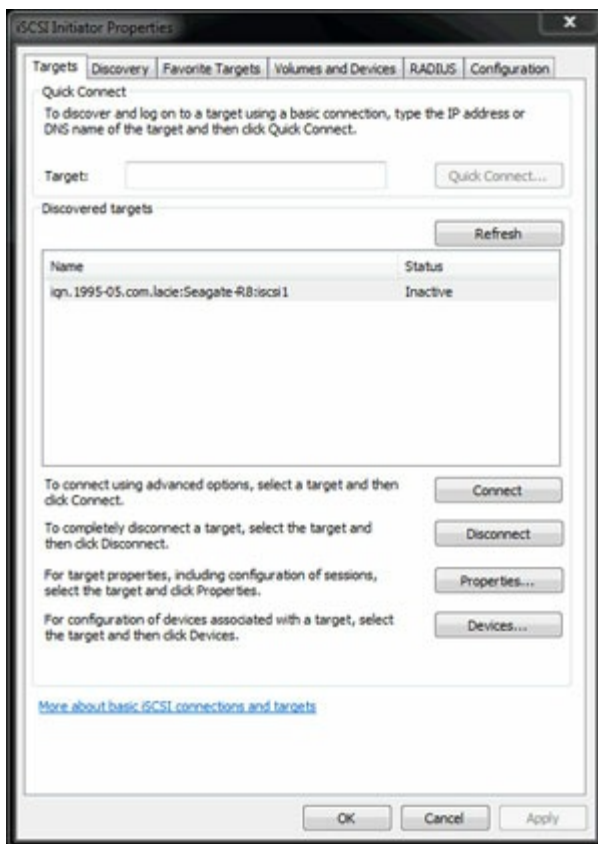 iSCSI Initiator Properties
Targets Discovery Favorite Targets Volumes and Devices RADIUS Configuration
Quick Connect
To discover and log on to a target using a basic connection, type the IP address or
DNS name of the target and then click Quick Connect.
Target:
Quick Connect...
Discovered targets
Refresh
Name Status
iqn.1995-05.com.lacie:Seagate-R8:iscsi1 Inactive
To connect using advanced options, select a target and then
click Connect.
Connect
To completely disconnect a target, select the target and
then click Disconnect.
Disconnect
For target properties, including configuration of sessions,
select the target and click Properties.
Properties...
For configuration of devices associated with a target, select
the target and then click Devices.
Devices...
More about basic iSCSI connections and targets
OK Cancel Apply